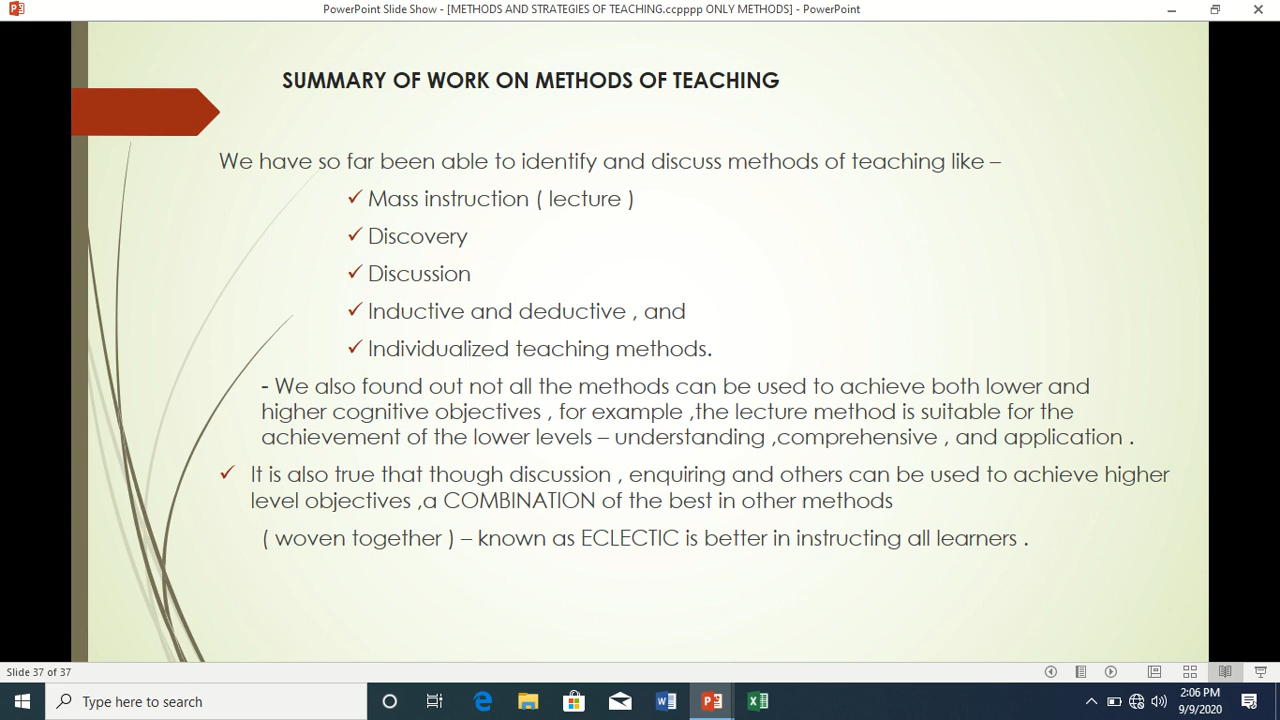 PowerPoint Slide Show - [METHODS AND STRATEGIES OF TEACHING.ccpppp ONLY METHODS] - PowerPoint
SUMMARY OF WORK ON METHODS OF TEACHING
We have so far been able to identify and discuss methods of teaching like –
✓ Mass instruction ( lecture )
✓ Discovery
✓ Discussion
✓ Inductive and deductive , and
✓ Individualized teaching methods.
- We also found out not all the methods can be used to achieve both lower and
higher cognitive objectives , for example ,the lecture method is suitable for the
achievement of the lower levels – understanding ,comprehensive , and application .
✓ It is also true that though discussion , enquiring and others can be used to achieve higher
level objectives ,a COMBINATION of the best in other methods
( woven together ) – known as ECLECTIC is better in instructing all learners .
Slide 37 of 37
Type here to search
2:06 PM
9/9/2020